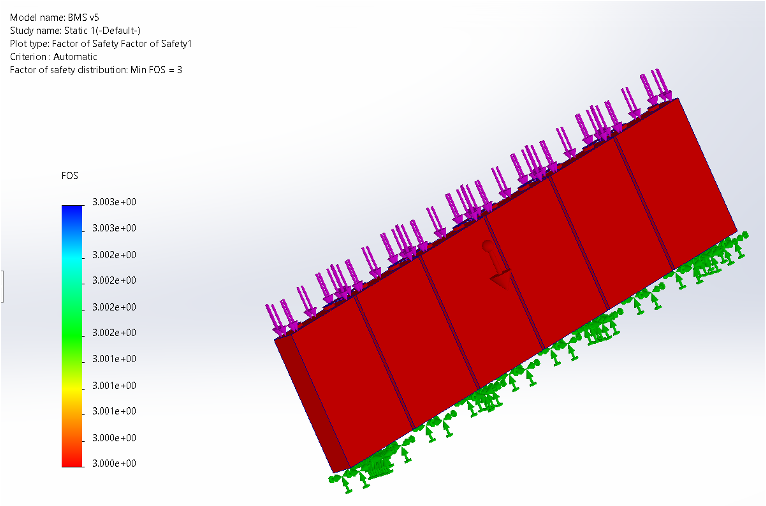 Model name: BMS v5
Study name: Static 1(-Default-)
Plot type: Factor of Safety Factor of Safety1
Criterion : Automatic
Factor of safety distribution: Min FOS = 3
FOS
3.003e+00
3.003e+00
3.002e+00
3.002e+00
3.002e+00
3.002e+00
3.001e+00
3.001e+00
3.001e+00
3.000e+00
3.000e+00